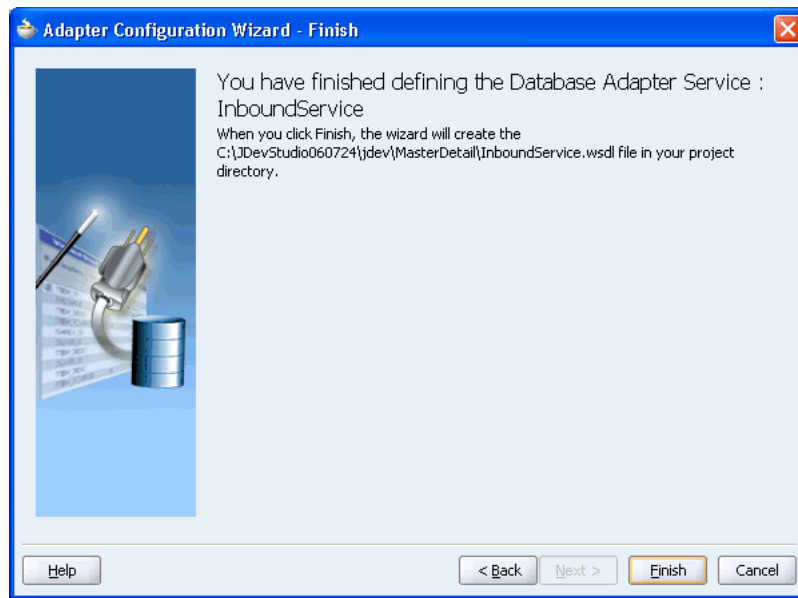 Adapter Configuration Wizard - Finish
You have finished defining the Database Adapter Service :
InboundService
When you click Finish, the wizard will create the
C:\JDevStudio060724\jdev\MasterDetail\InboundService.wsdl file in your project
directory.
Help
< Back
Next >
Finish
Cancel